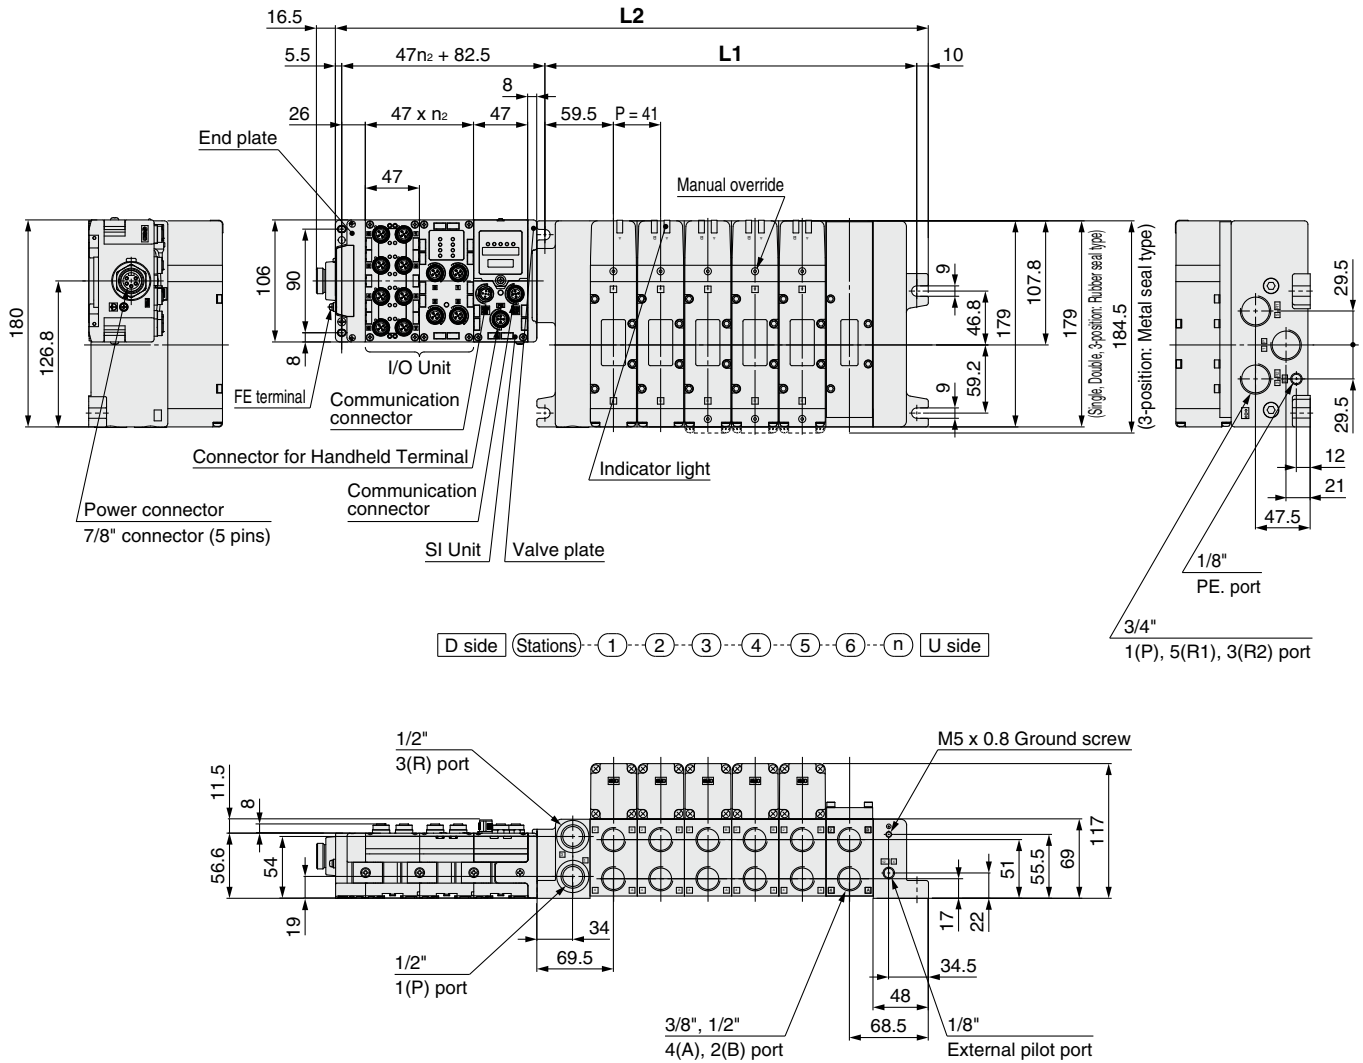 16.5
L2
5.5
47n₂ + 82.5
L1
10
8
26
47 x n₂
47
59.5
P = 41
End plate
47
Manual override
180
126.8
106
90
8
9
46.8
59.2
9
179
107.8
179
(Single, Double, 3-position: Rubber seal type)
184.5
(3-position: Metal seal type)
29.5
29.5
12
21
47.5
I/O Unit
FE terminal
Communication
connector
Connector for Handheld Terminal
Communication
connector
Indicator light
Power connector
7/8" connector (5 pins)
SI Unit
Valve plate
1/8"
PE. port
3/4"
1(P), 5(R1), 3(R2) port
D side Stations 1 2 3 4 5 6 n U side
1/2"
3(R) port
M5 x 0.8 Ground screw
11.5
8
56.6
54
19
34
69.5
1/2"
1(P) port
51
55.5
69
117
17
22
34.5
48
68.5
3/8", 1/2"
4(A), 2(B) port
1/8"
External pilot port